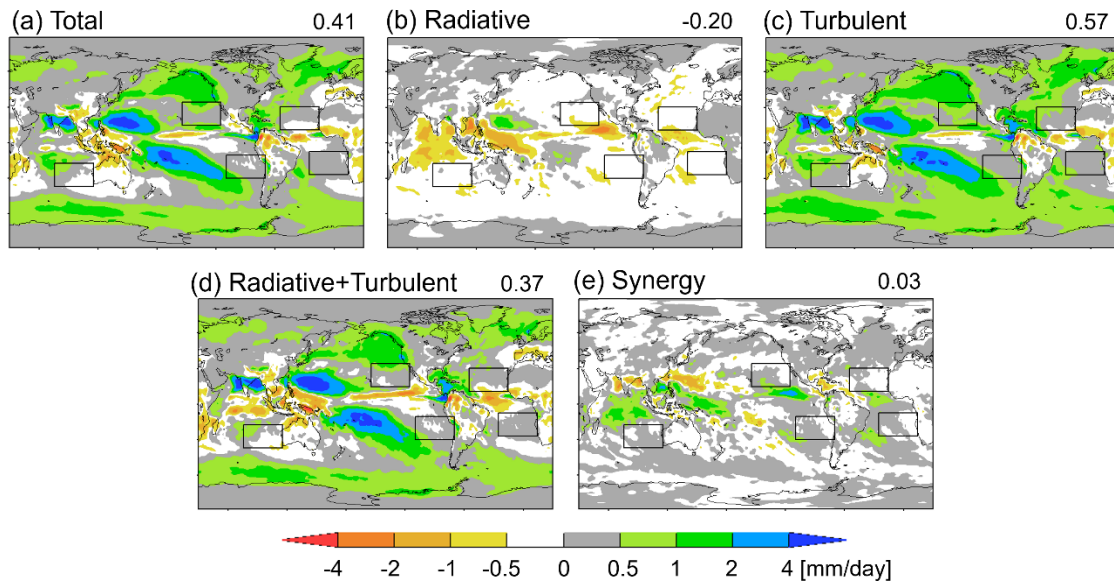 (a) Total 0.41
(b) Radiative -0.20
(c) Turbulent 0.57
(d) Radiative+Turbulent 0.37
(e) Synergy 0.03
-4 -2 -1 -0.5 0 0.5 1 2 4 [mm/day]